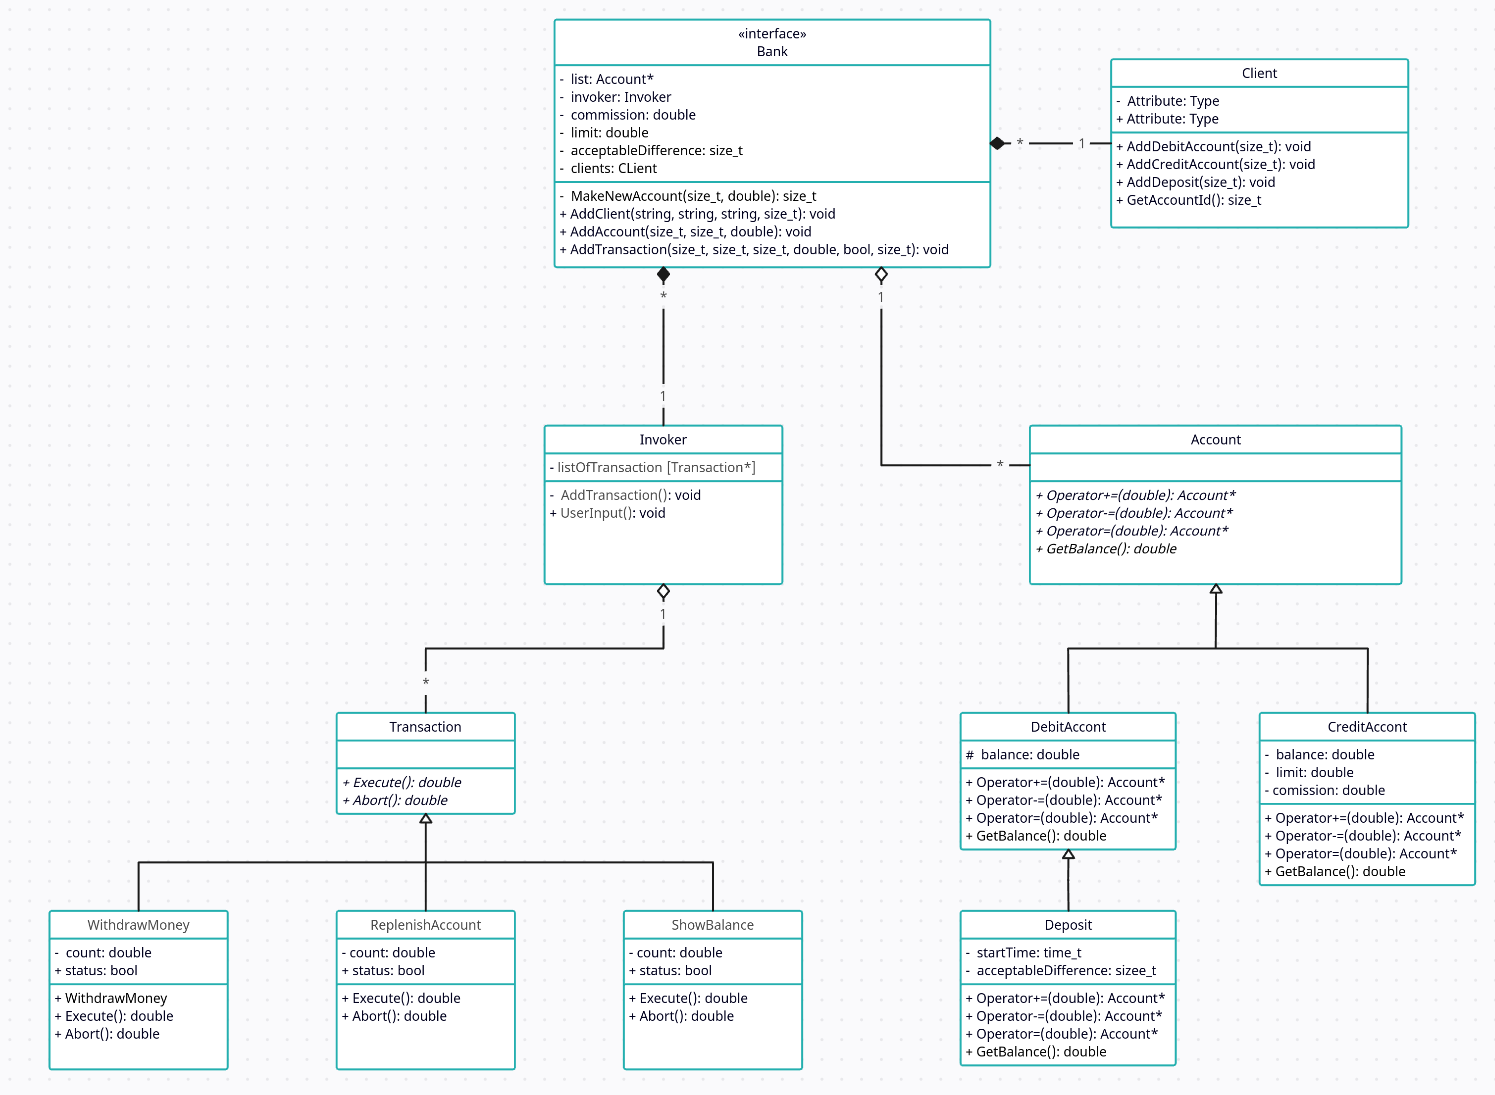 «interface»
Bank
- list: Account*
- invoker: Invoker
- commission: double
- limit: double
- acceptableDifference: size_t
- clients: CLient
- MakeNewAccount(size_t, double): size_t
+ AddClient(string, string, string, size_t): void
+ AddAccount(size_t, size_t, double): void
+ AddTransaction(size_t, size_t, size_t, double, bool, size_t): void
* 1
Client
- Attribute: Type
+ Attribute: Type
+ AddDebitAccount(size_t): void
+ AddCreditAccount(size_t): void
+ AddDeposit(size_t): void
+ GetAccountId(): size_t
*
1
1
*
Invoker
- listOfTransaction [Transaction*]
- AddTransaction(): void
+ UserInput(): void
Account
+ Operator+=(double): Account*
+ Operator-=(double): Account*
+ Operator=(double): Account*
+ GetBalance(): double
1
*
Transaction
+ Execute(): double
+ Abort(): double
DebitAccont
# balance: double
+ Operator+=(double): Account*
+ Operator-=(double): Account*
+ Operator=(double): Account*
+ GetBalance(): double
CreditAccont
- balance: double
- limit: double
- comission: double
+ Operator+=(double): Account*
+ Operator-=(double): Account*
+ Operator=(double): Account*
+ GetBalance(): double
WithdrawMoney
- count: double
+ status: bool
+ WithdrawMoney
+ Execute(): double
+ Abort(): double
ReplenishAccount
- count: double
+ status: bool
+ Execute(): double
+ Abort(): double
ShowBalance
- count: double
+ status: bool
+ Execute(): double
+ Abort(): double
Deposit
- startTime: time_t
- acceptableDifference: sizee_t
+ Operator+=(double): Account*
+ Operator-=(double): Account*
+ Operator=(double): Account*
+ GetBalance(): double